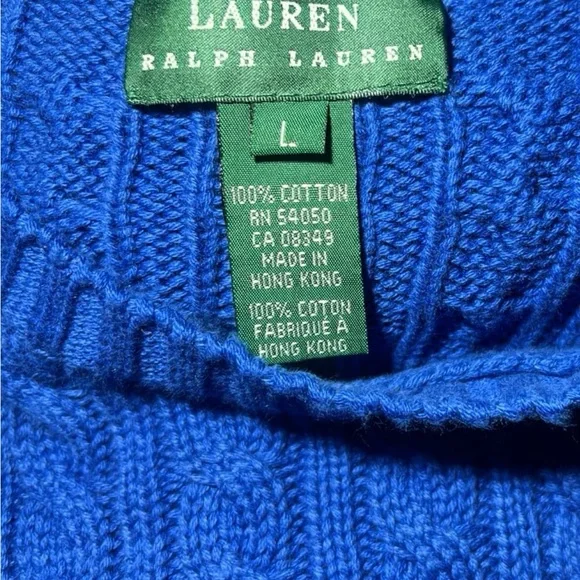 LAUREN
RALPH LAUREN
L
100% COTTON
RN 54050
CA 08349
MADE IN
HONG KONG
100% COTON
FABRIQUE À
HONG KONG